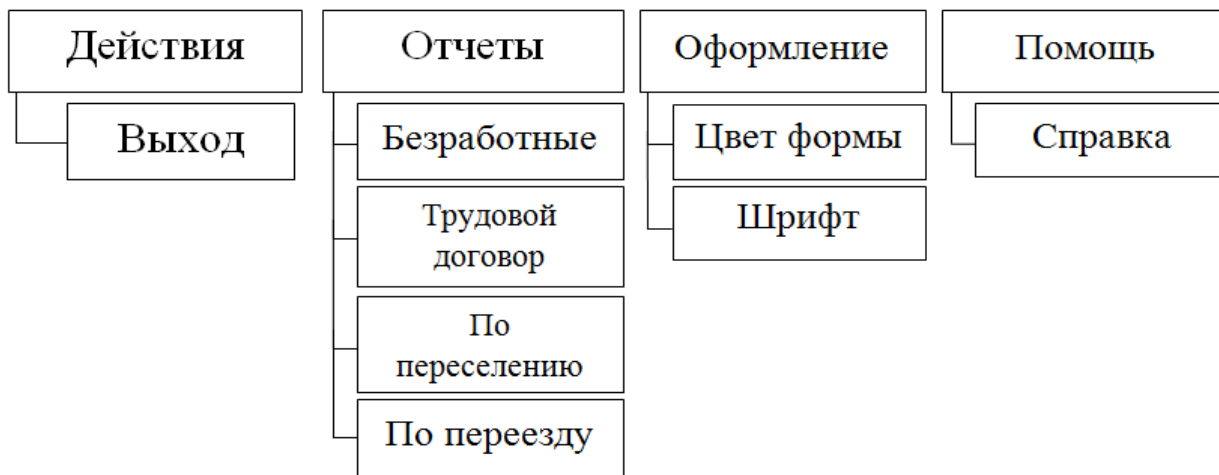 Действия
Выход
Отчеты
Безработные
Трудовой
договор
По
переселению
По переезду
Оформление
Цвет формы
Шрифт
Помощь
Справка